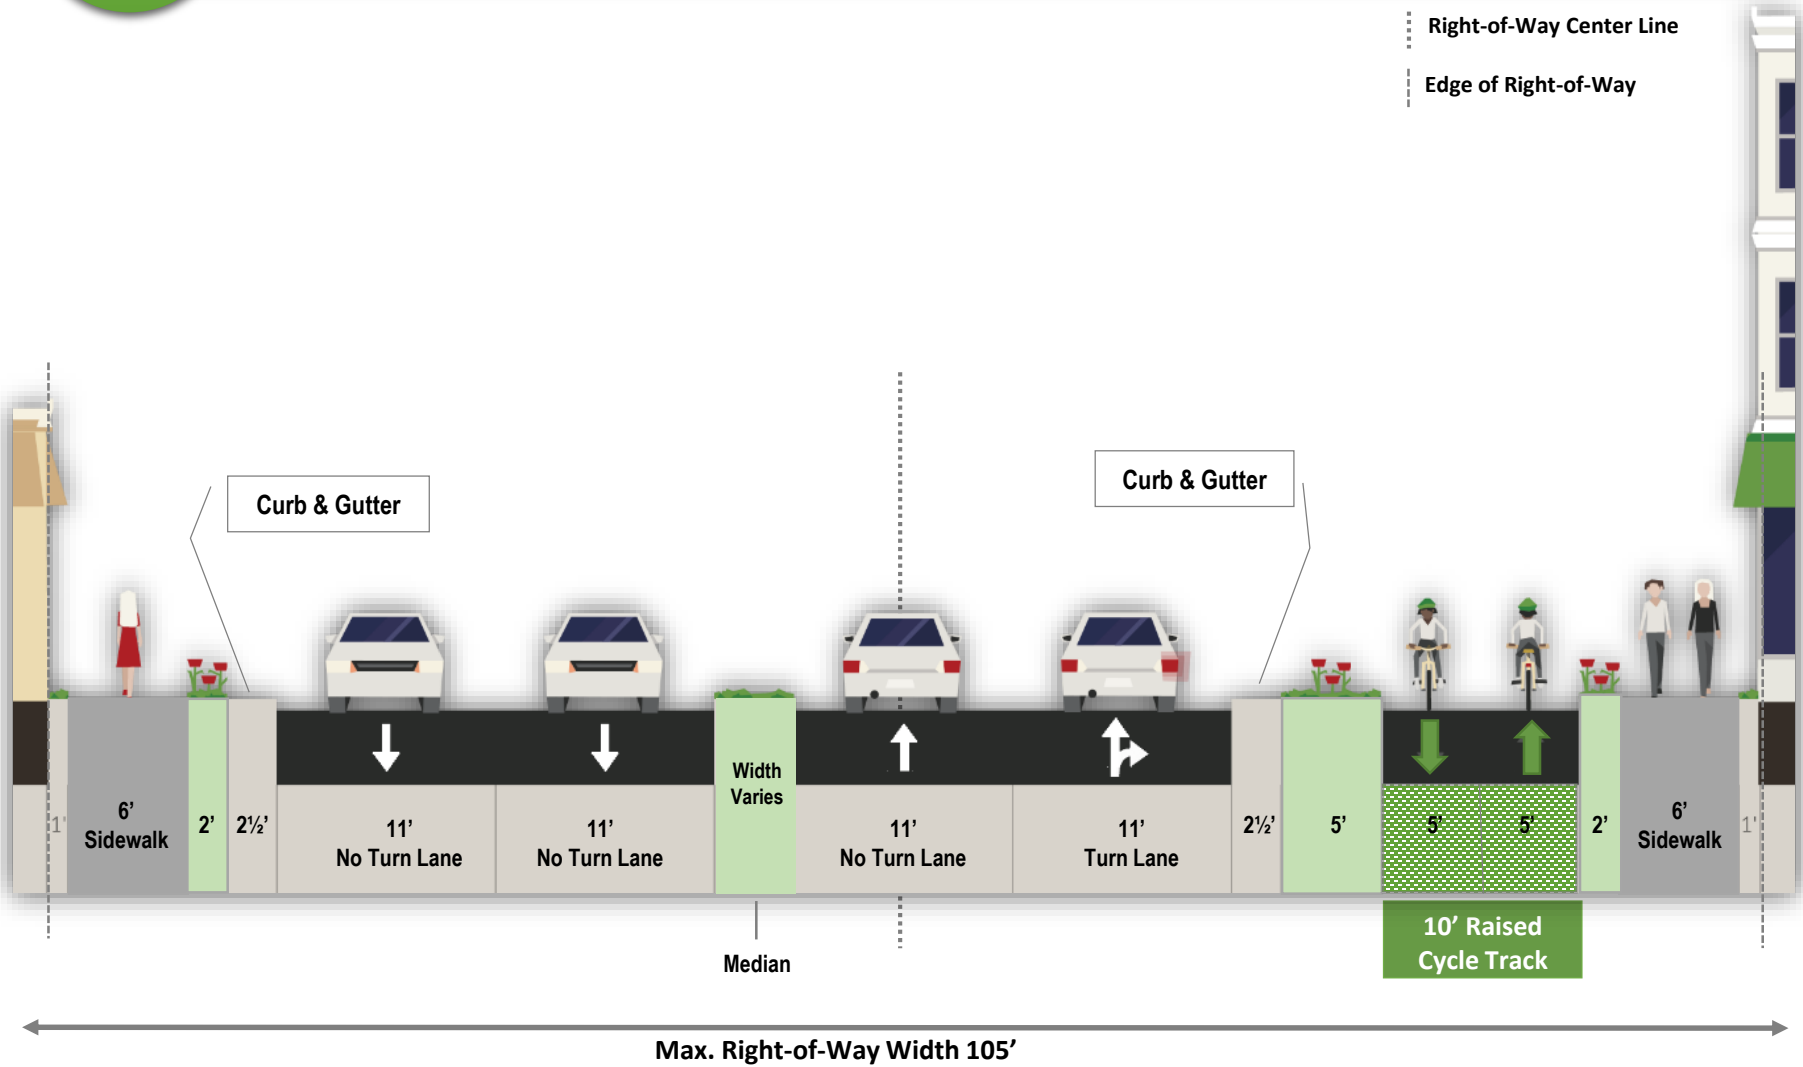 Right-of-Way Center Line
Edge of Right-of-Way
Curb & Gutter
Curb & Gutter
Width
Varies
1'
6’
Sidewalk
2’
2½’
11’
No Turn Lane
11’
No Turn Lane
11’
No Turn Lane
11’
Turn Lane
2½’
5’
5’
5’
2’
6’
Sidewalk
1'
10’ Raised
Cycle Track
Median
Max. Right-of-Way Width 105’